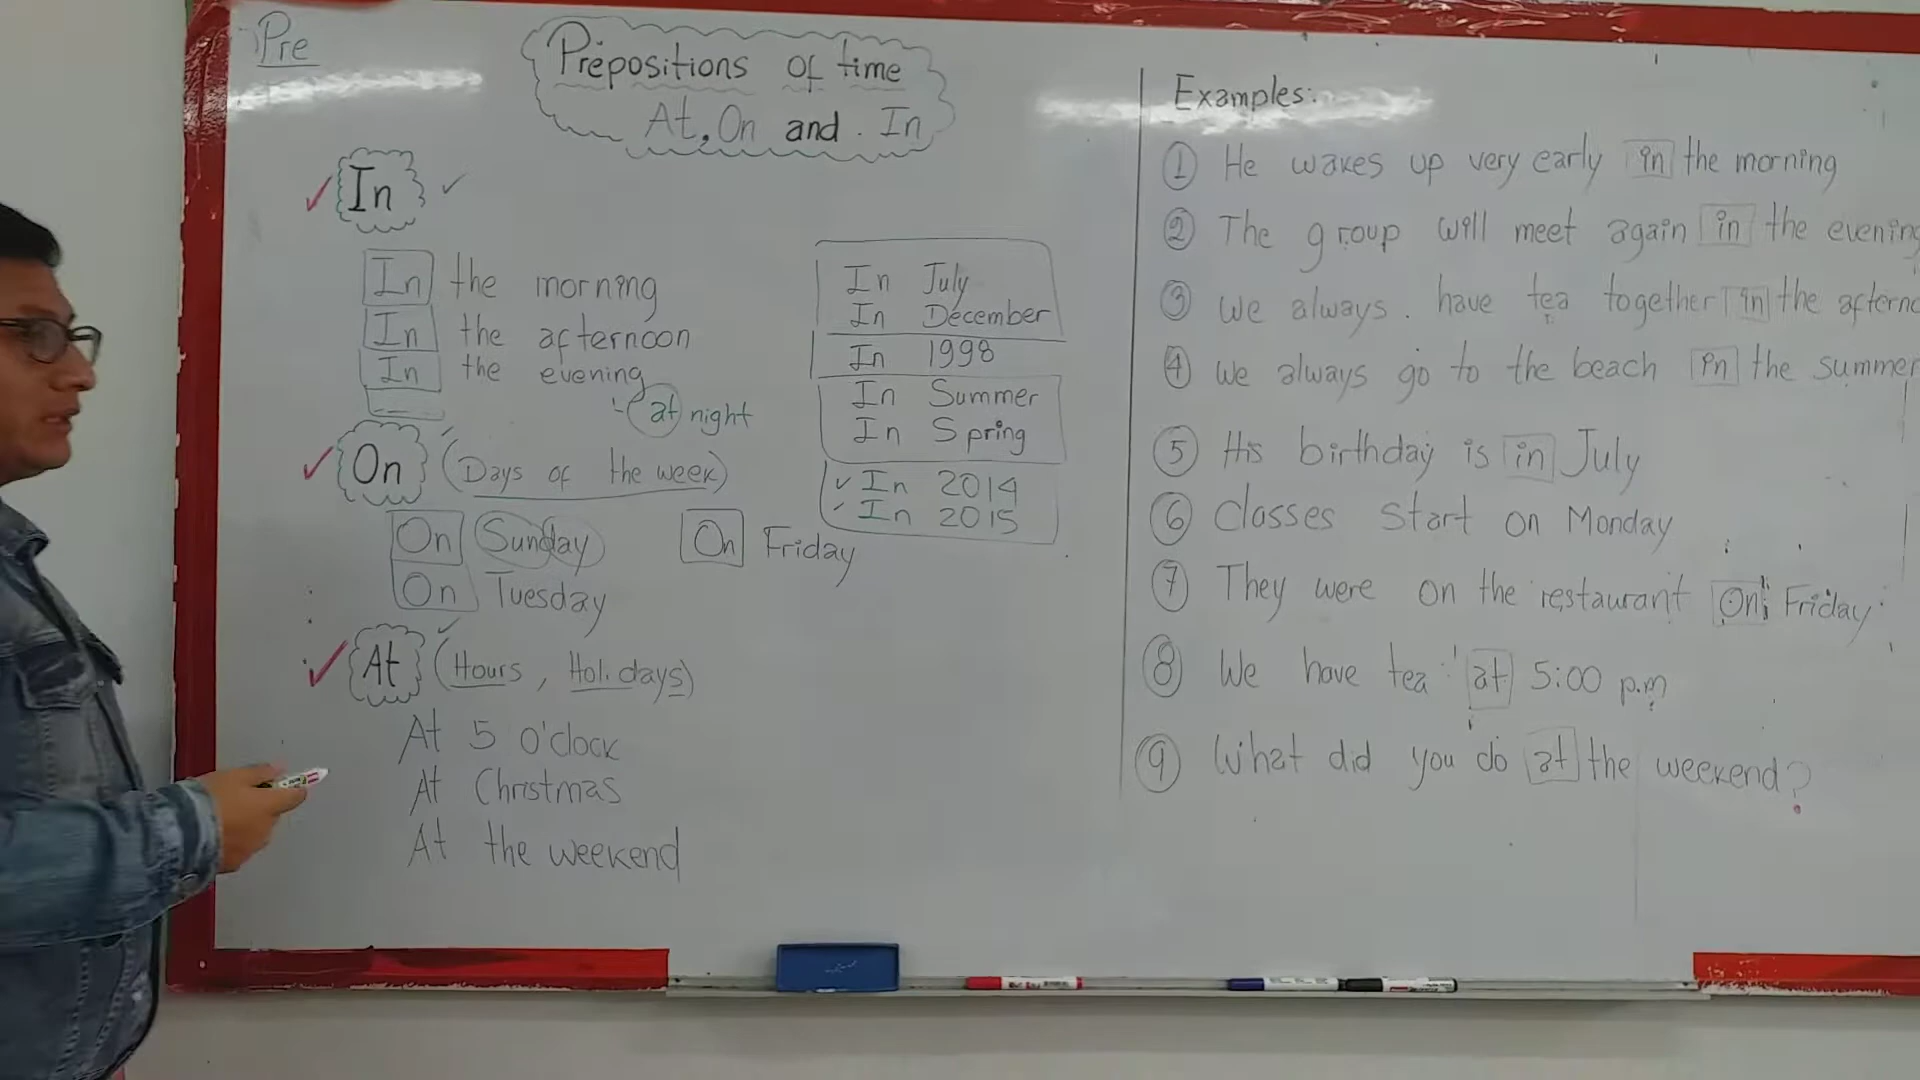 Pre
Prepositions of time
At, On and. In
In
In the morning
In the afternoon
In the evening
at night
In July
In December
In 1998
In Summer
In Spring
In 2014
In 2015
On (Days of the week)
On Sunday
On Friday
On Tuesday
At (Hours, Holidays)
At 5 o'clock
At Christmas
At the weekend
Examples:
1 He wakes up very early in the morning
2 The group will meet again in the evening
3 We always. have tea together in the afterno
4 We always go to the beach in the summer
5 His birthday is in July
6 Classes start on Monday
7 They were on the restaurant On Friday.
8 We have tea at 5:00 p.m
9 What did you do at the weekend?